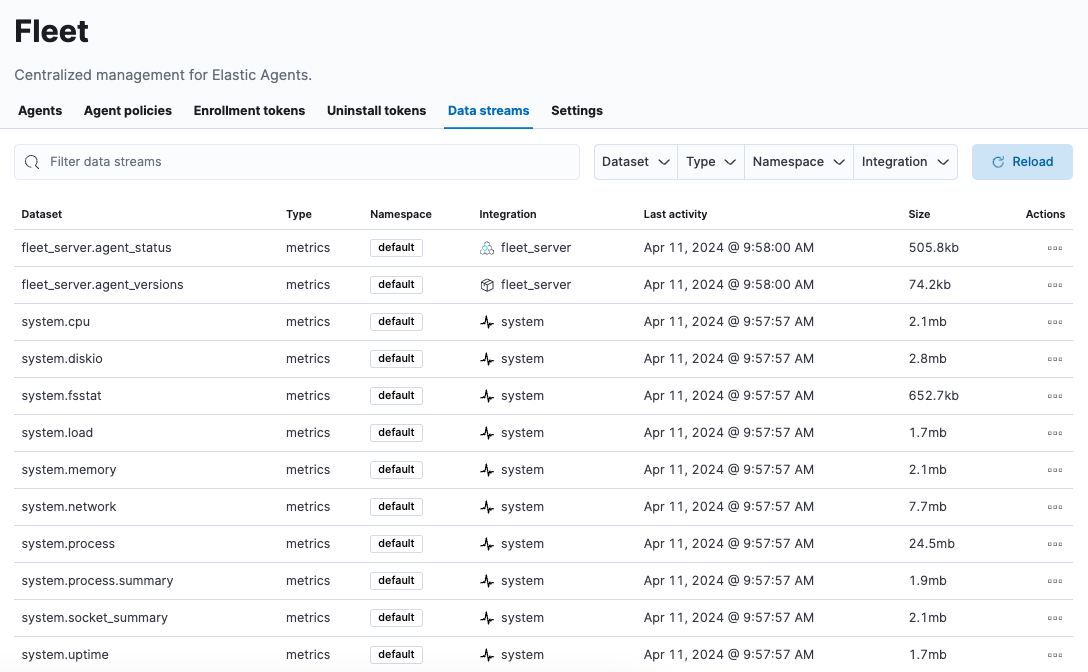 Fleet
Centralized management for Elastic Agents.
Agents Agent policies Enrollment tokens Uninstall tokens Data streams Settings
Filter data streams Dataset Type Namespace Integration Reload
Dataset Type Namespace Integration Last activity Size Actions
fleet_server.agent_status metrics default fleet_server Apr 11, 2024 @ 9:58:00 AM 505.8kb
fleet_server.agent_versions metrics default fleet_server Apr 11, 2024 @ 9:58:00 AM 74.2kb
system.cpu metrics default system Apr 11, 2024 @ 9:57:57 AM 2.1mb
system.diskio metrics default system Apr 11, 2024 @ 9:57:57 AM 2.8mb
system.fsstat metrics default system Apr 11, 2024 @ 9:57:57 AM 652.7kb
system.load metrics default system Apr 11, 2024 @ 9:57:57 AM 1.7mb
system.memory metrics default system Apr 11, 2024 @ 9:57:57 AM 2.1mb
system.network metrics default system Apr 11, 2024 @ 9:57:57 AM 7.7mb
system.process metrics default system Apr 11, 2024 @ 9:57:57 AM 24.5mb
system.process.summary metrics default system Apr 11, 2024 @ 9:57:57 AM 1.9mb
system.socket_summary metrics default system Apr 11, 2024 @ 9:57:57 AM 2.1mb
system.uptime metrics default system Apr 11, 2024 @ 9:57:57 AM 1.7mb